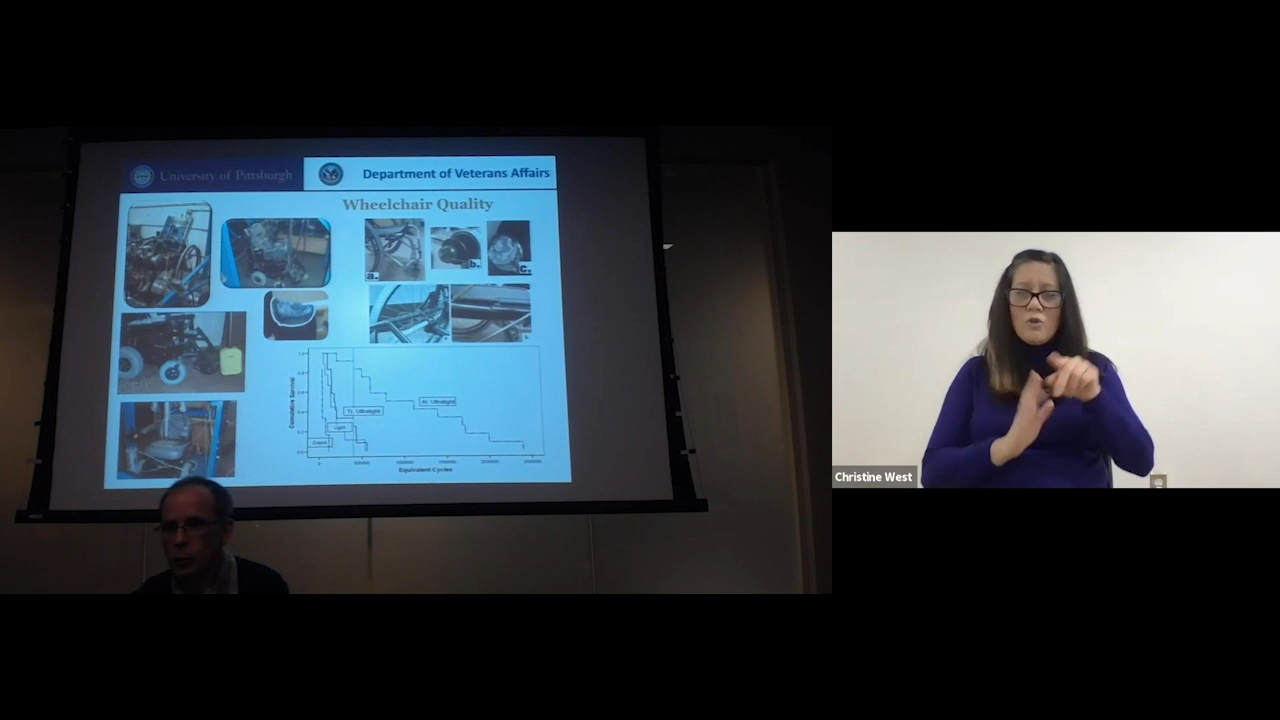 University of Pittsburgh
Department of Veterans Affairs
Wheelchair Quality
a.
b.
c.
Cumulative Survival
Ti. Ultralight
Al. Ultralight
Light
Depot
Equivalent Cycles
Christine West